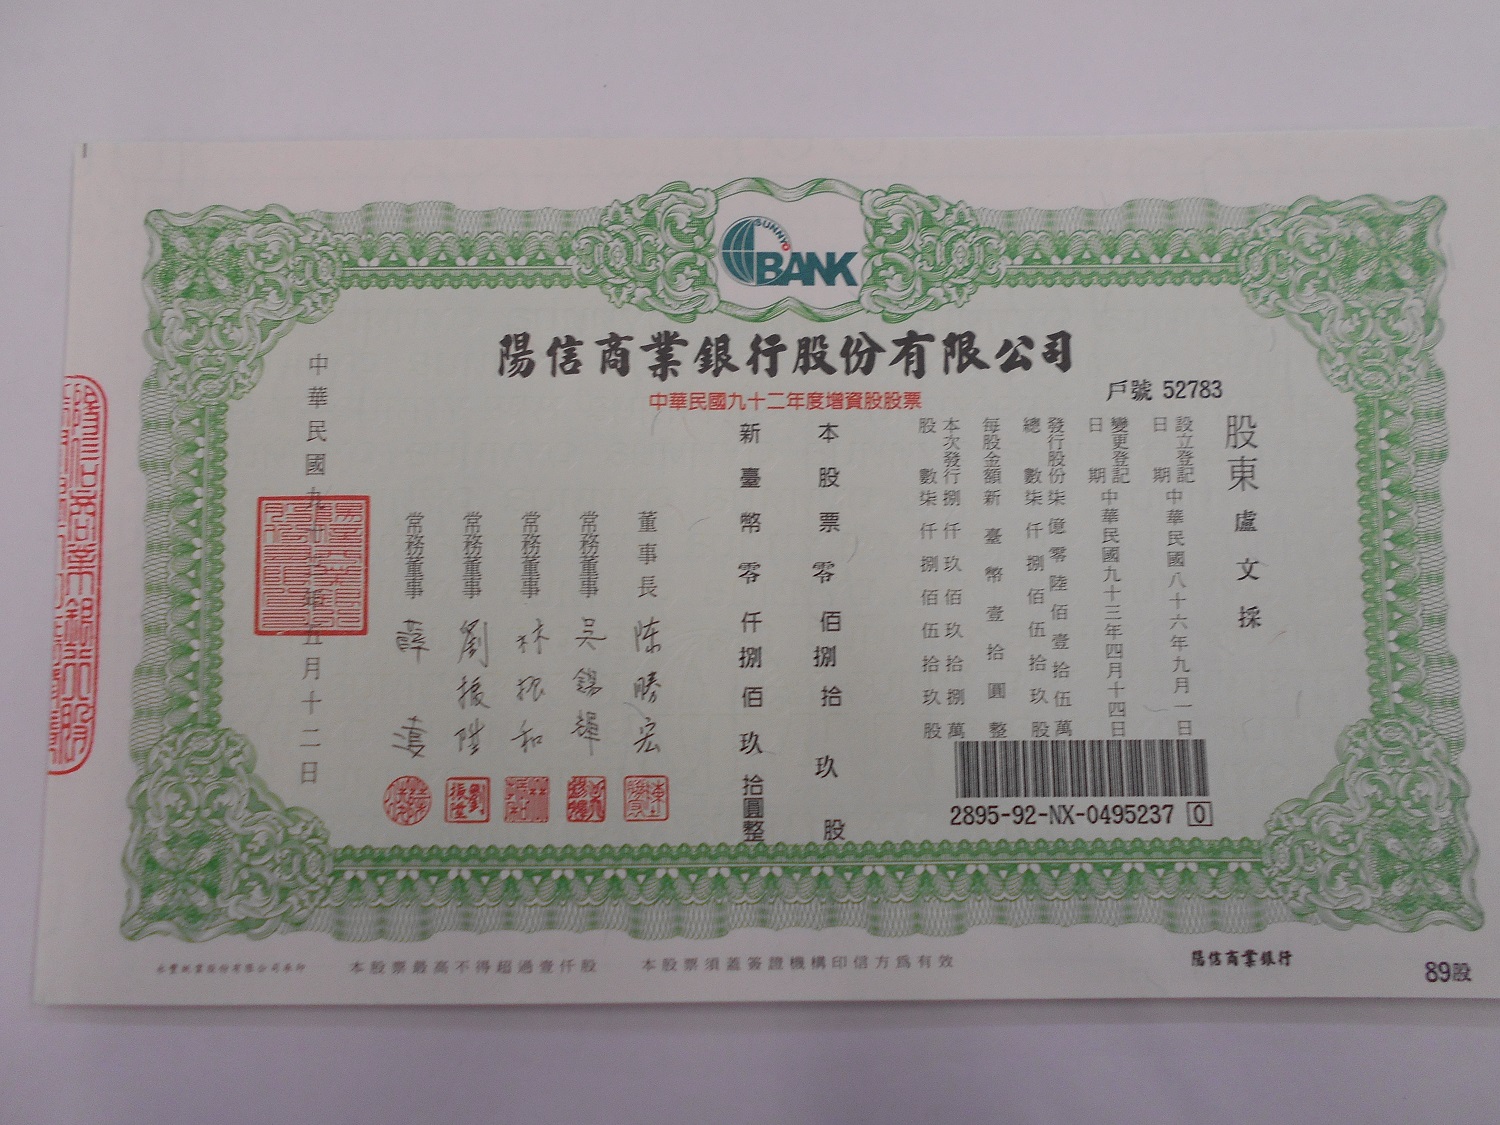 SUNNY
BANK
陽信商業銀行股份有限公司
中華民國九十二年度增資股股票
戶號 52783
股東 盧文採
設立登記日期 中華民國八十六年九月一日
變更登記日期 中華民國九十三年四月十四日
發行股份總數 柒億零陸佰壹拾伍萬柒仟捌佰伍拾玖股
每股金額 新臺幣壹拾圓整
本次發行股數 捌仟玖佰玖拾捌萬柒仟捌佰伍拾玖股
本股票零佰捌拾玖股
新臺幣零仟捌佰玖拾圓整
2895-92-NX-0495237 0
董事長 陳勝宏
常務董事 吳錫輝
常務董事 林振和
常務董事 劉振陞
常務董事 薛凌
本股票最高不得超過壹仟股
本股票須蓋簽證機構印信方為有效
陽信商業銀行
89股